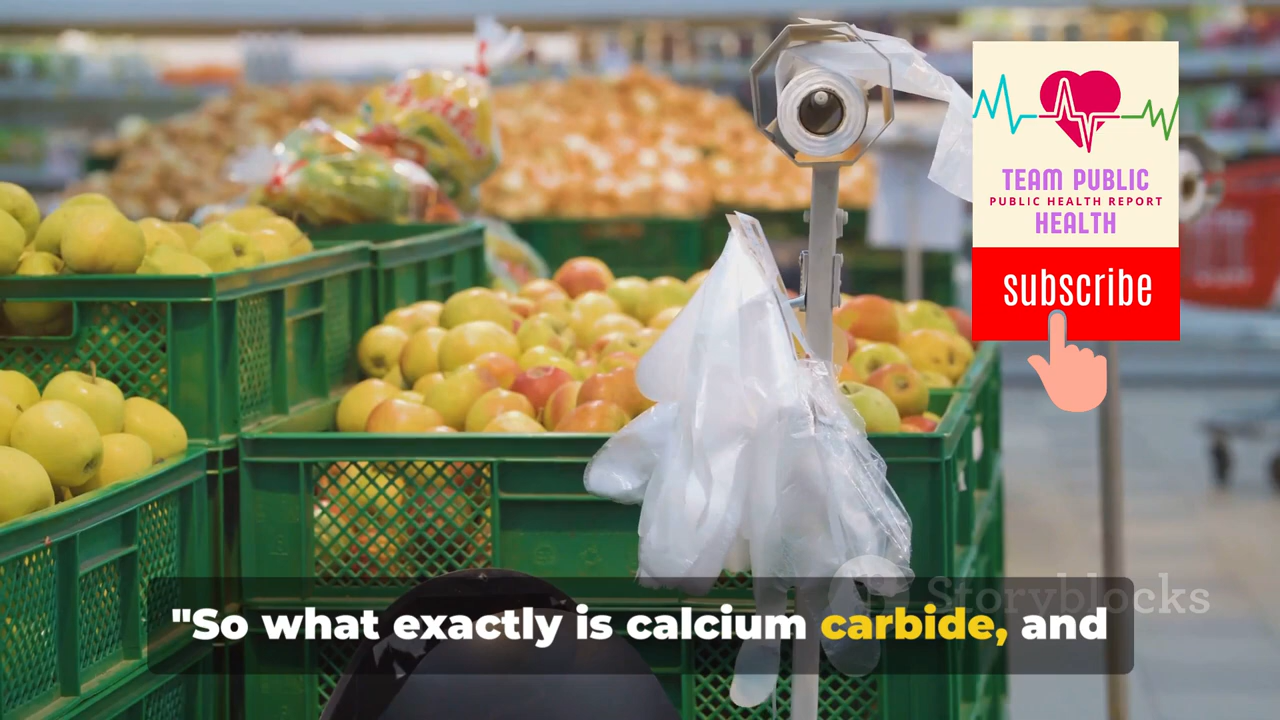 TEAM PUBLIC
PUBLIC HEALTH REPORT
HEALTH
subscribe
Storyblocks
"So what exactly is calcium carbide, and